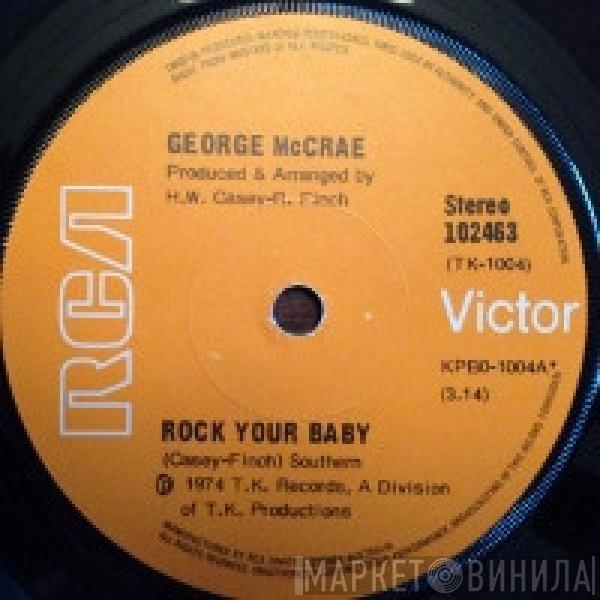 GEORGE McCRAE
Produced & Arranged by
H.W. Casey-R. Finch
Stereo
102463
(TK-1004)
RCA
Victor
KPBO-1004A*
(3.14)
ROCK YOUR BABY
(Casey-Finch) Southern
Ⓟ 1974 T.K. Records, A Division
of T.K. Productions
МАРКЕТ ВИНИЛА